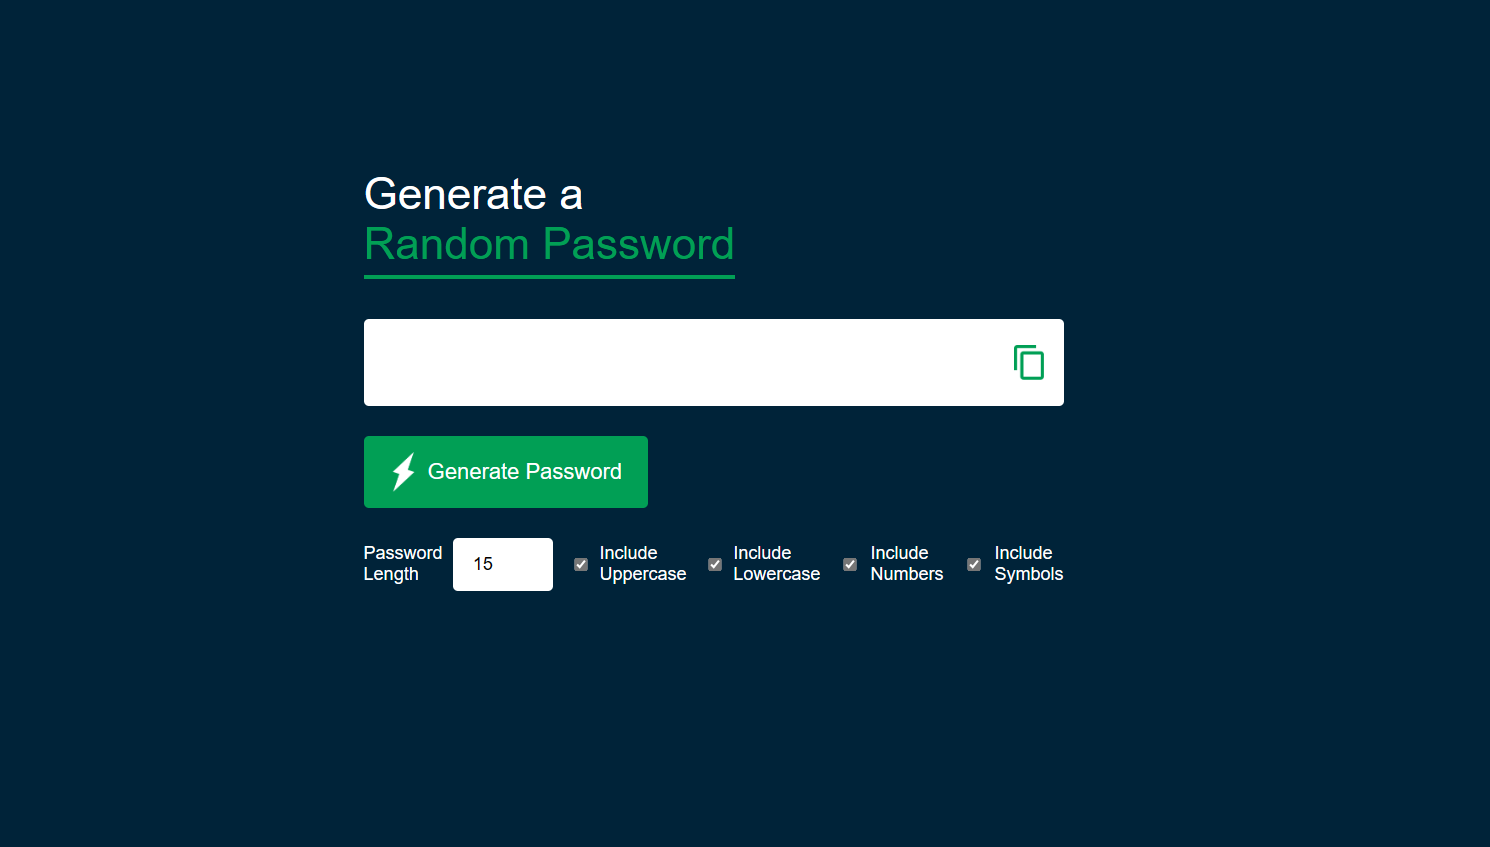 Generate a
Random Password
Generate Password
Password
Length
15
Include
Uppercase
Include
Lowercase
Include
Numbers
Include
Symbols